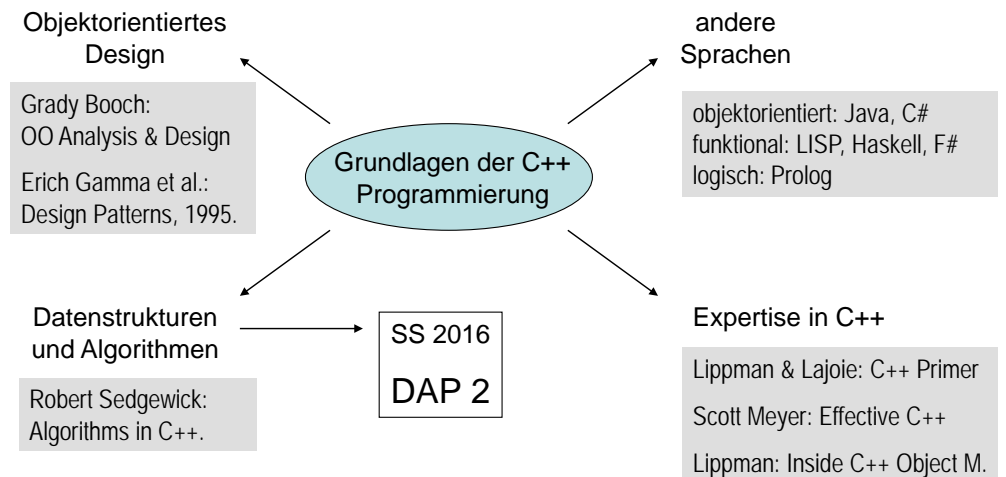 Objektorientiertes
Design
Grady Booch:
OO Analysis & Design
Erich Gamma et al.:
Design Patterns, 1995.
andere
Sprachen
objektorientiert: Java, C#
funktional: LISP, Haskell, F#
logisch: Prolog
Grundlagen der C++
Programmierung
Datenstrukturen
und Algorithmen
Robert Sedgewick:
Algorithms in C++.
SS 2016
DAP 2
Expertise in C++
Lippman & Lajoie: C++ Primer
Scott Meyer: Effective C++
Lippman: Inside C++ Object M.